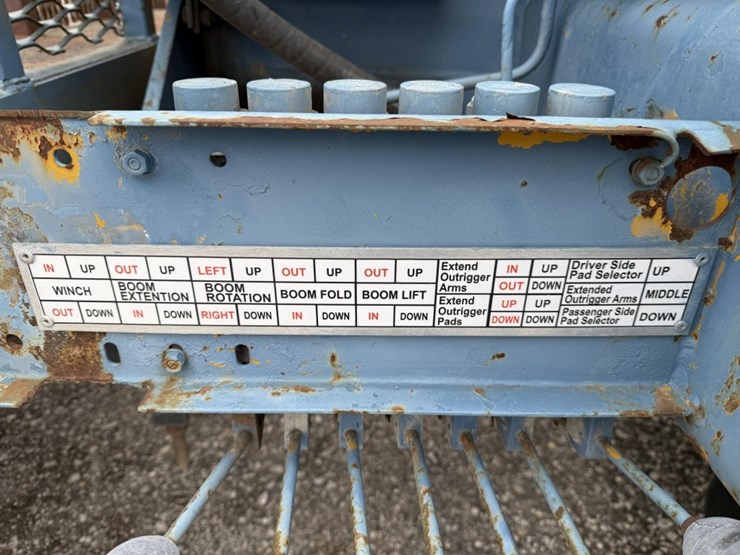 IN UP OUT UP LEFT UP OUT UP OUT UP
WINCH BOOM EXTENTION BOOM ROTATION BOOM FOLD BOOM LIFT
OUT DOWN IN DOWN RIGHT DOWN IN DOWN IN DOWN
Extend
Outrigger
Arms
Extend
Outrigger
Pads
IN UP
OUT DOWN
UP UP
DOWN DOWN
Driver Side
Pad Selector
UP
Extended
Outrigger Arms
MIDDLE
Passenger Side
Pad Selector
DOWN